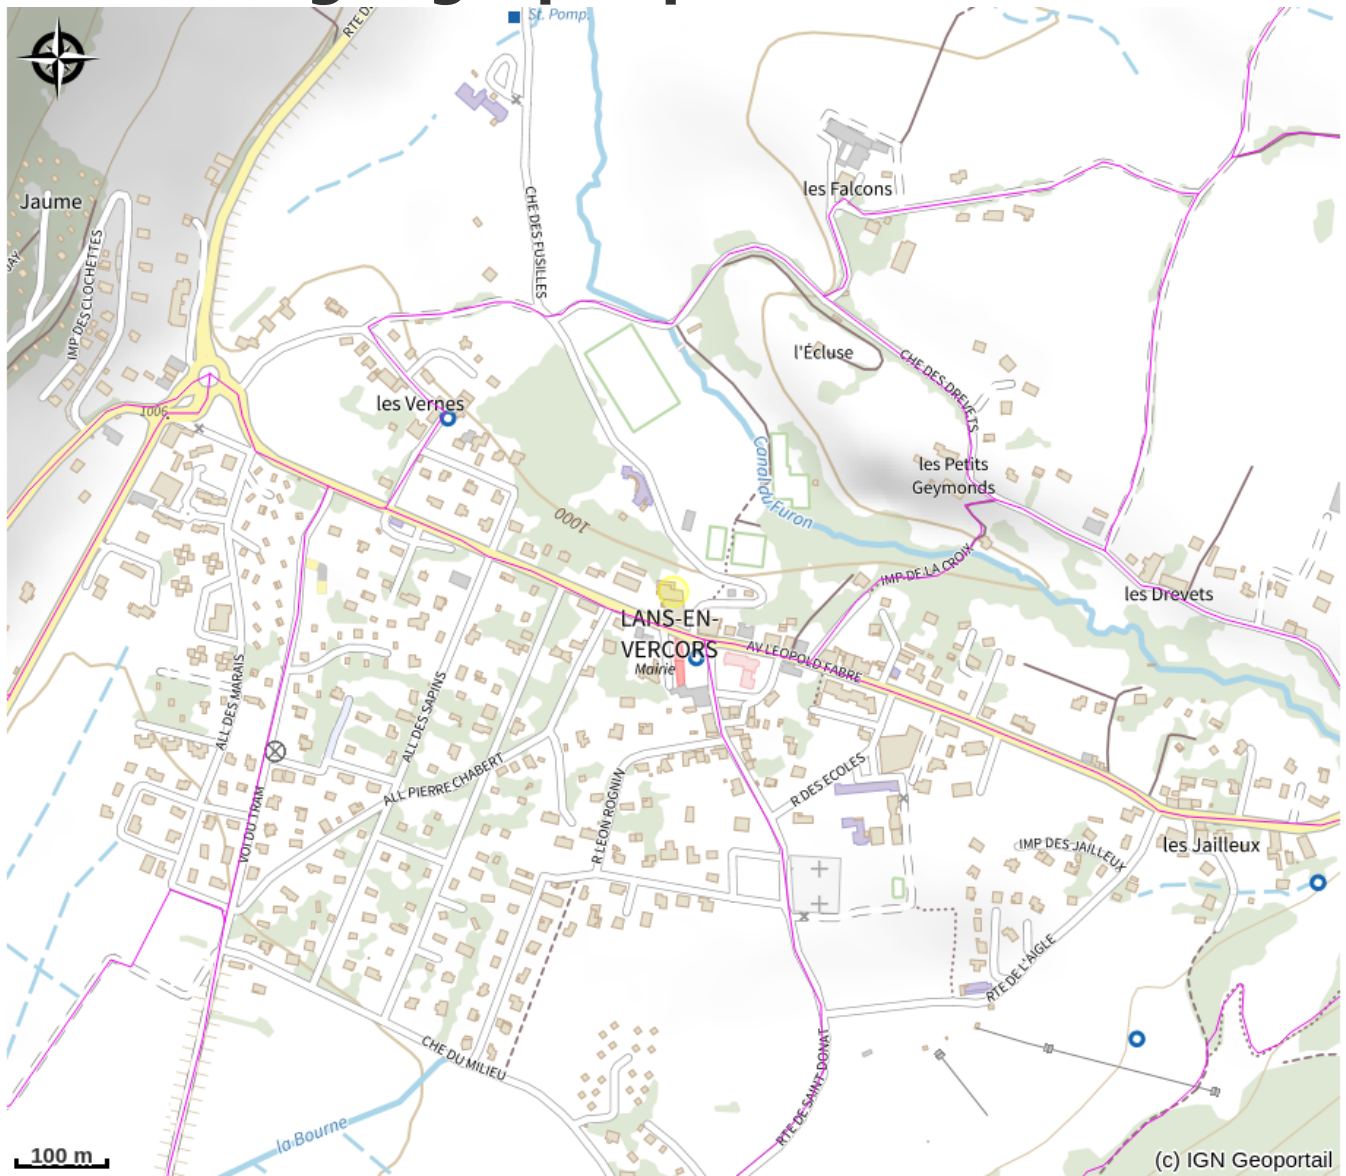 St. Pomp.
RTE D
Jaume
JAY
IMP DES CLOCHETTES
CHE DES FUSILLES
les Falcons
l'Écluse
CHE DES DREVETS
1006
les Vernes
Canal du Furon
les Petits
Geymonds
1000
IMP DE LA CROIX
les Drevets
LANS-EN-
VERCORS
Mairie
AV LEOPOLD FABRE
ALL DES MARAIS
ALL DES SAPINS
ALL PIERRE CHABERT
R LEON ROGNIN
R DES ECOLES
VOI DU TRAM
IMP DES JAILLEUX
les Jailleux
RTE DE L'AIGLE
CHE DU MILIEU
RTE DE SAINT-DONAT
la Bourne
100 m
(c) IGN Geoportail